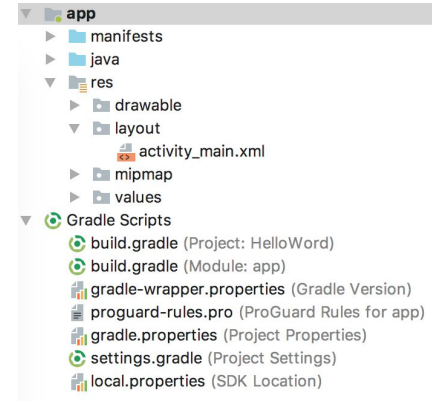 app
manifests
java
res
drawable
layout
activity_main.xml
mipmap
values
Gradle Scripts
build.gradle (Project: HelloWord)
build.gradle (Module: app)
gradle-wrapper.properties (Gradle Version)
proguard-rules.pro (ProGuard Rules for app)
gradle.properties (Project Properties)
settings.gradle (Project Settings)
local.properties (SDK Location)